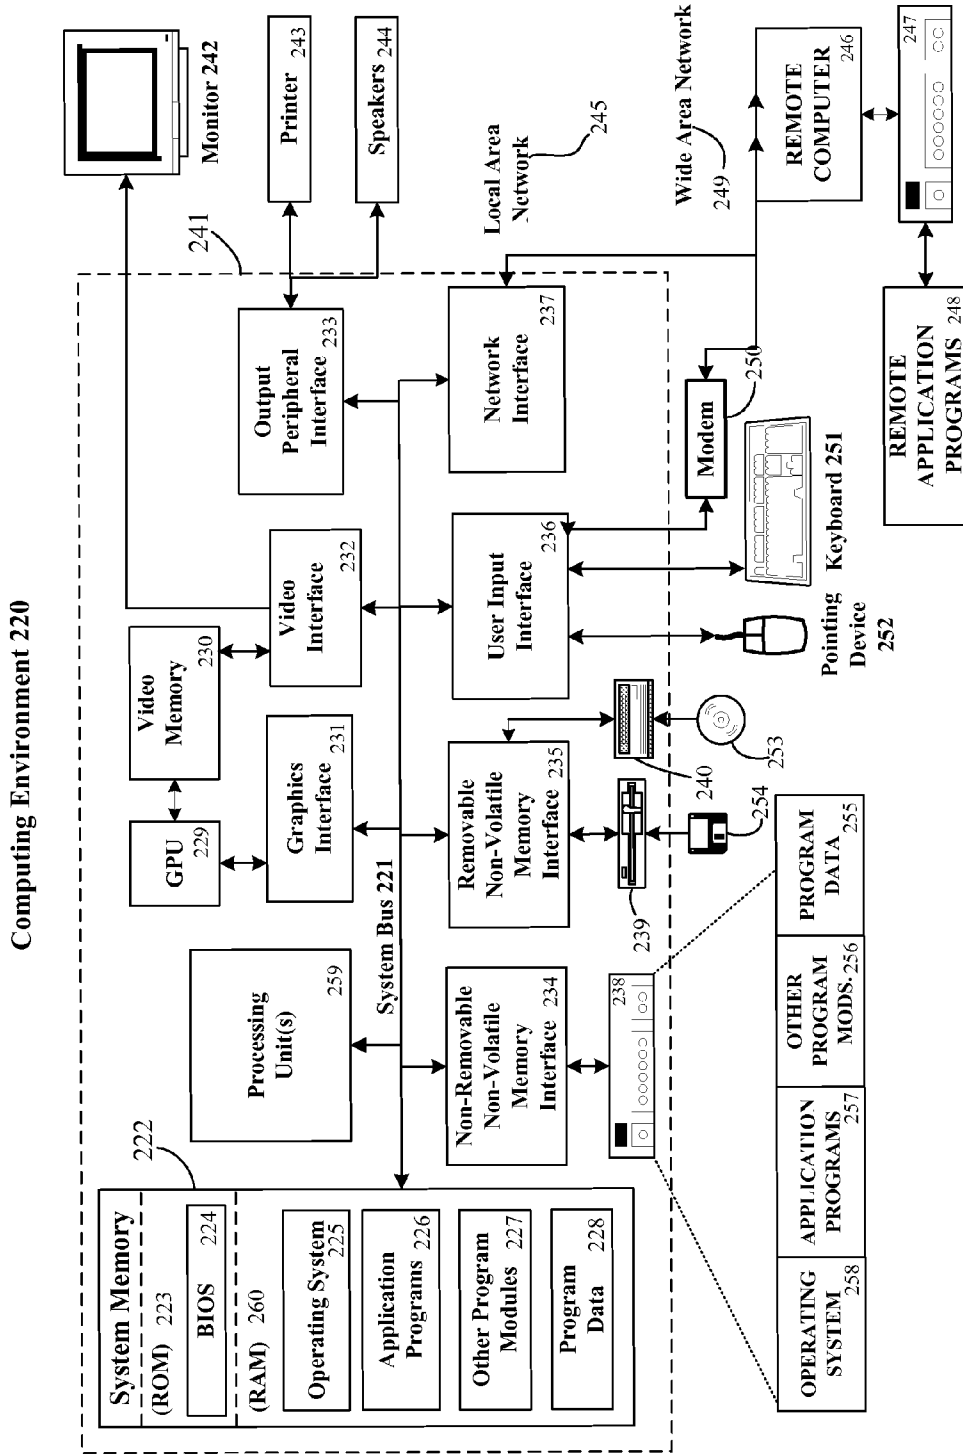 Computing Environment 220
System Memory
222
(ROM) 223
BIOS
224
(RAM) 260
Operating System
225
Application
Programs
226
Other Program
Modules
227
Program
Data
228
Processing
Unit(s)
259
System Bus 221
GPU
229
Video
Memory
230
Graphics
Interface
231
Video
Interface
232
Output
Peripheral
Interface
233
241
Monitor 242
Printer
243
Speakers
244
Non-Removable
Non-Volatile
Memory
Interface
234
Removable
Non-Volatile
Memory
Interface
235
User Input
Interface
236
Network
Interface
237
Local Area
Network
245
238
239
240
254
253
Pointing
Device
252
Keyboard 251
Modem
250
Wide Area Network
249
REMOTE
COMPUTER
246
247
REMOTE
APPLICATION
PROGRAMS
248
OPERATING
SYSTEM
258
APPLICATION
PROGRAMS
257
OTHER
PROGRAM
MODS.
256
PROGRAM
DATA
255